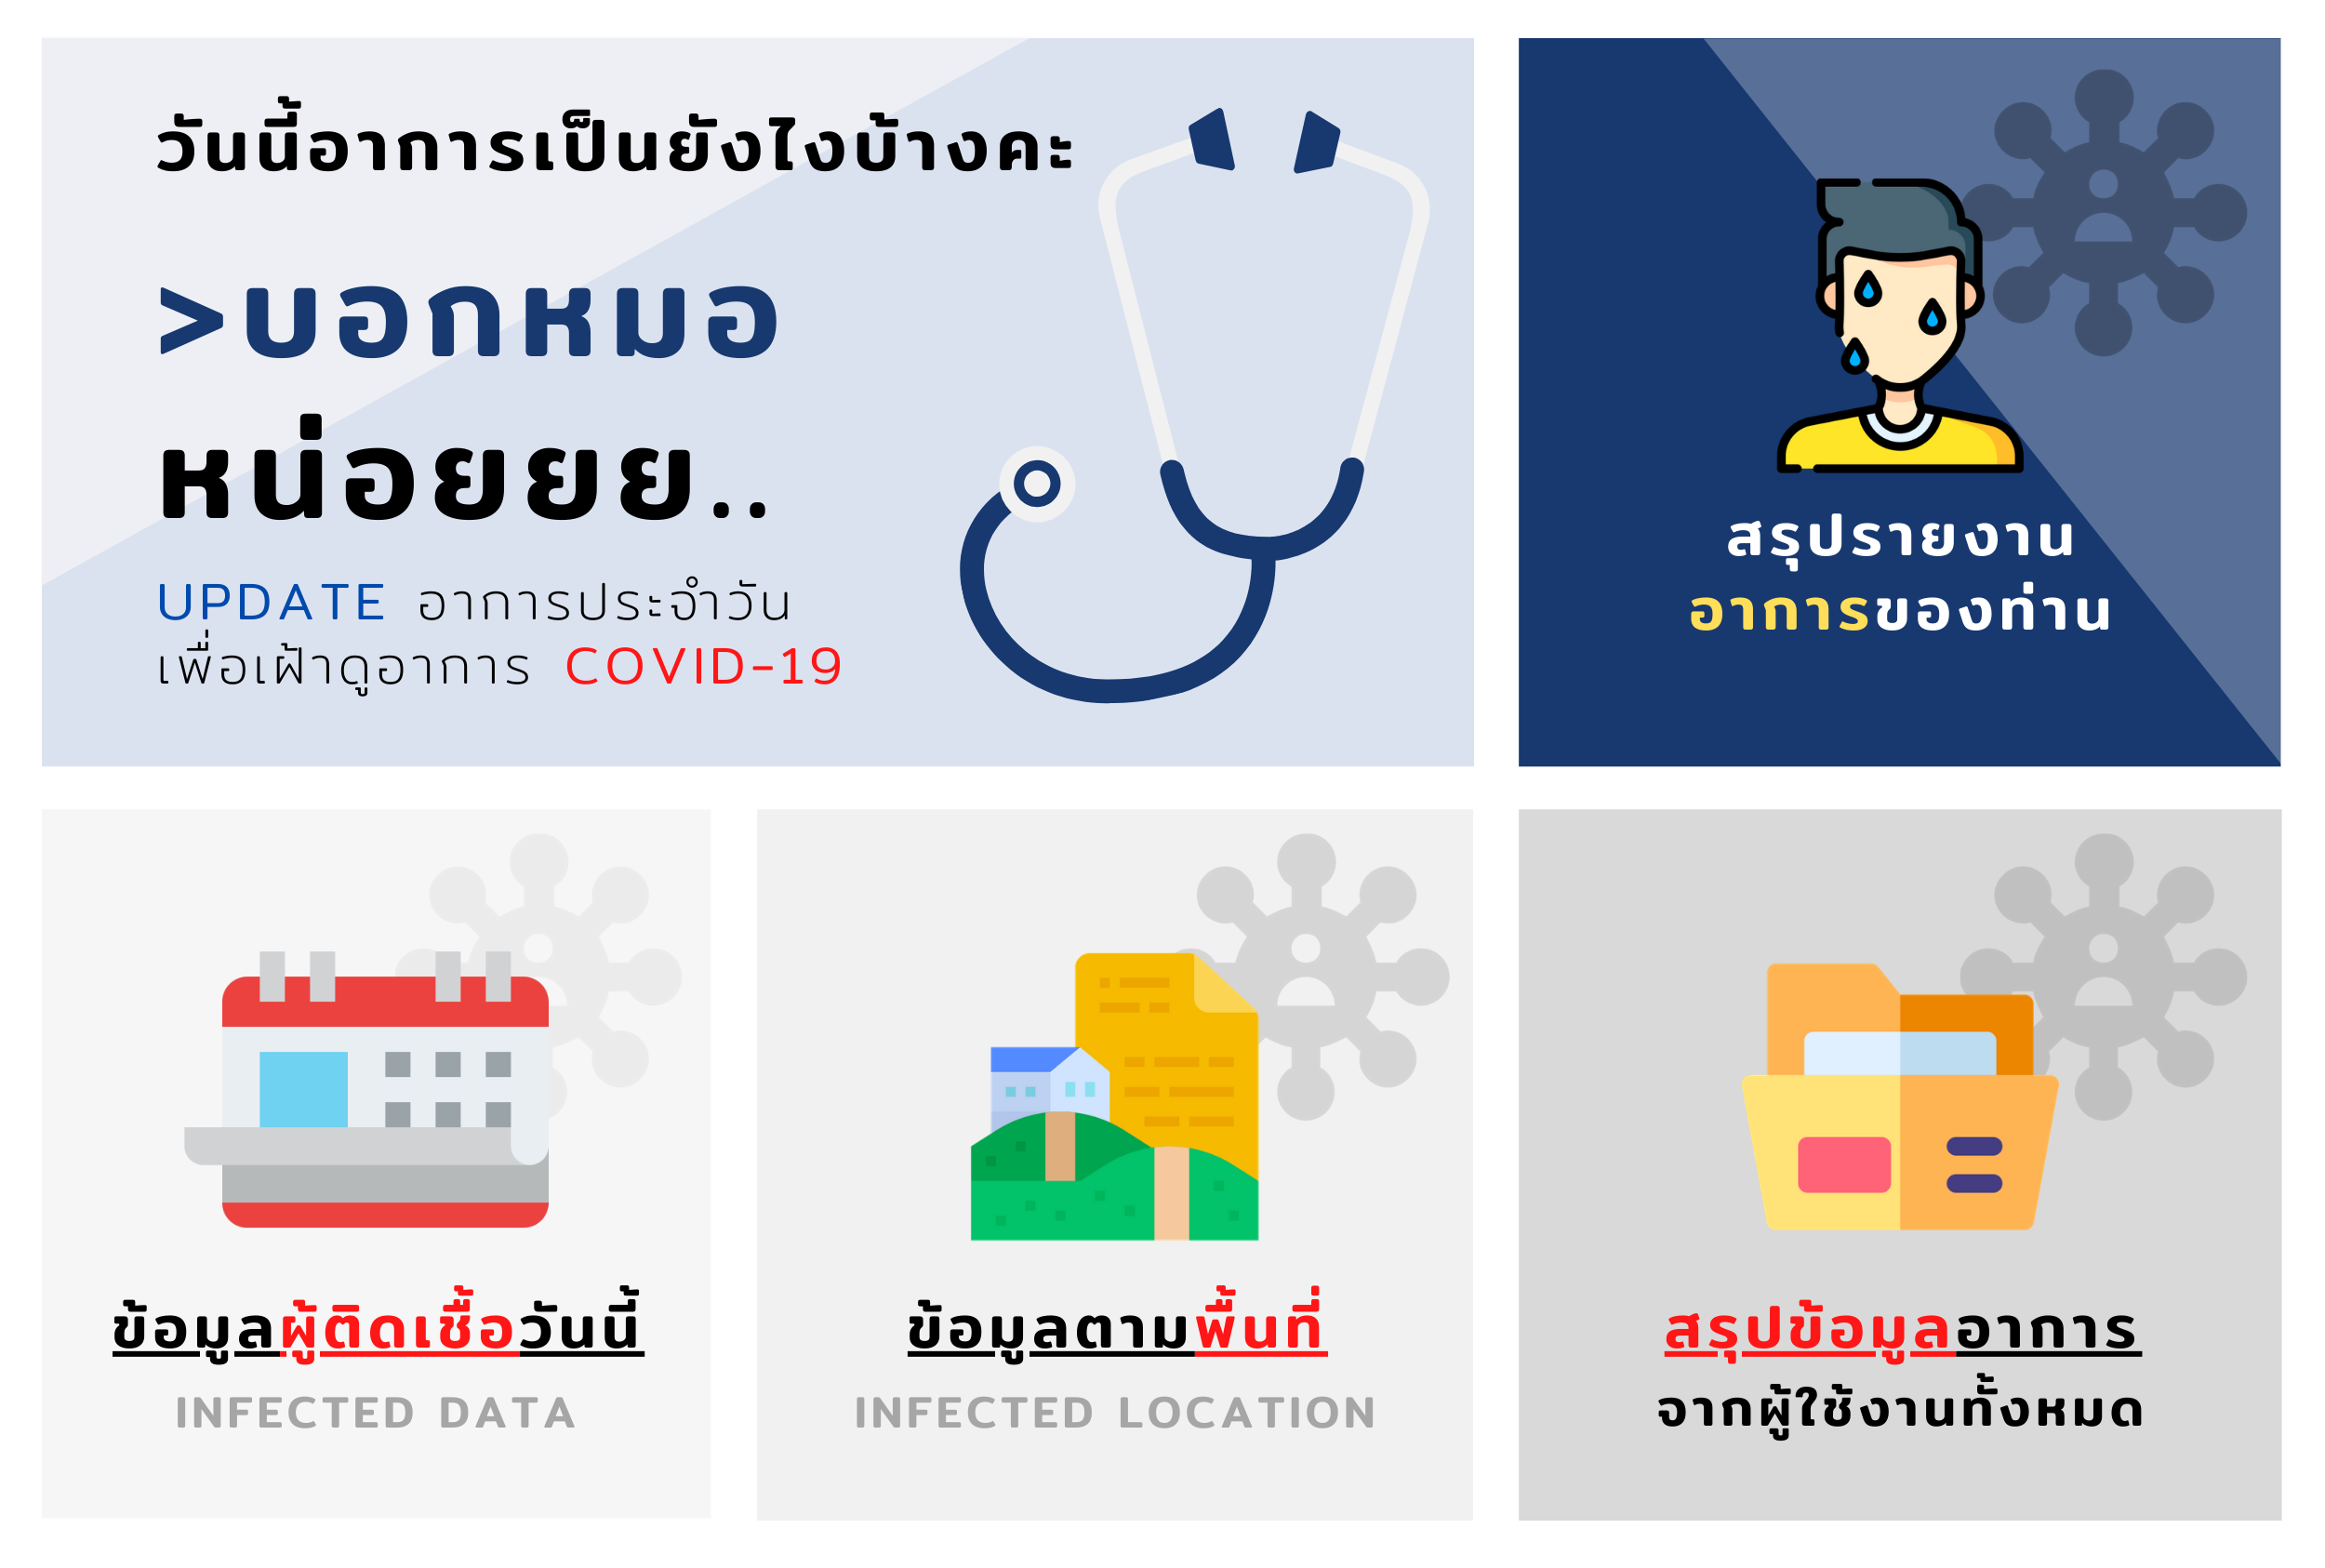 วันนี้อาการเป็นยังไงบ้างคะ
>บอกหมอ
หน่อยยย..
UPDATE อาการประจำวัน
เพื่อเฝ้าดูอาการ COVID-19
สรุปรายงาน
อาการของท่าน
ข้อมูลผู้ติดเชื้อวันนี้
INFECTED DATA
ข้อมูลตามพื้นที่
INFECTED LOCATION
สรุปข้อมูลอาการ
จากผู้ใช้งานทั้งหมด